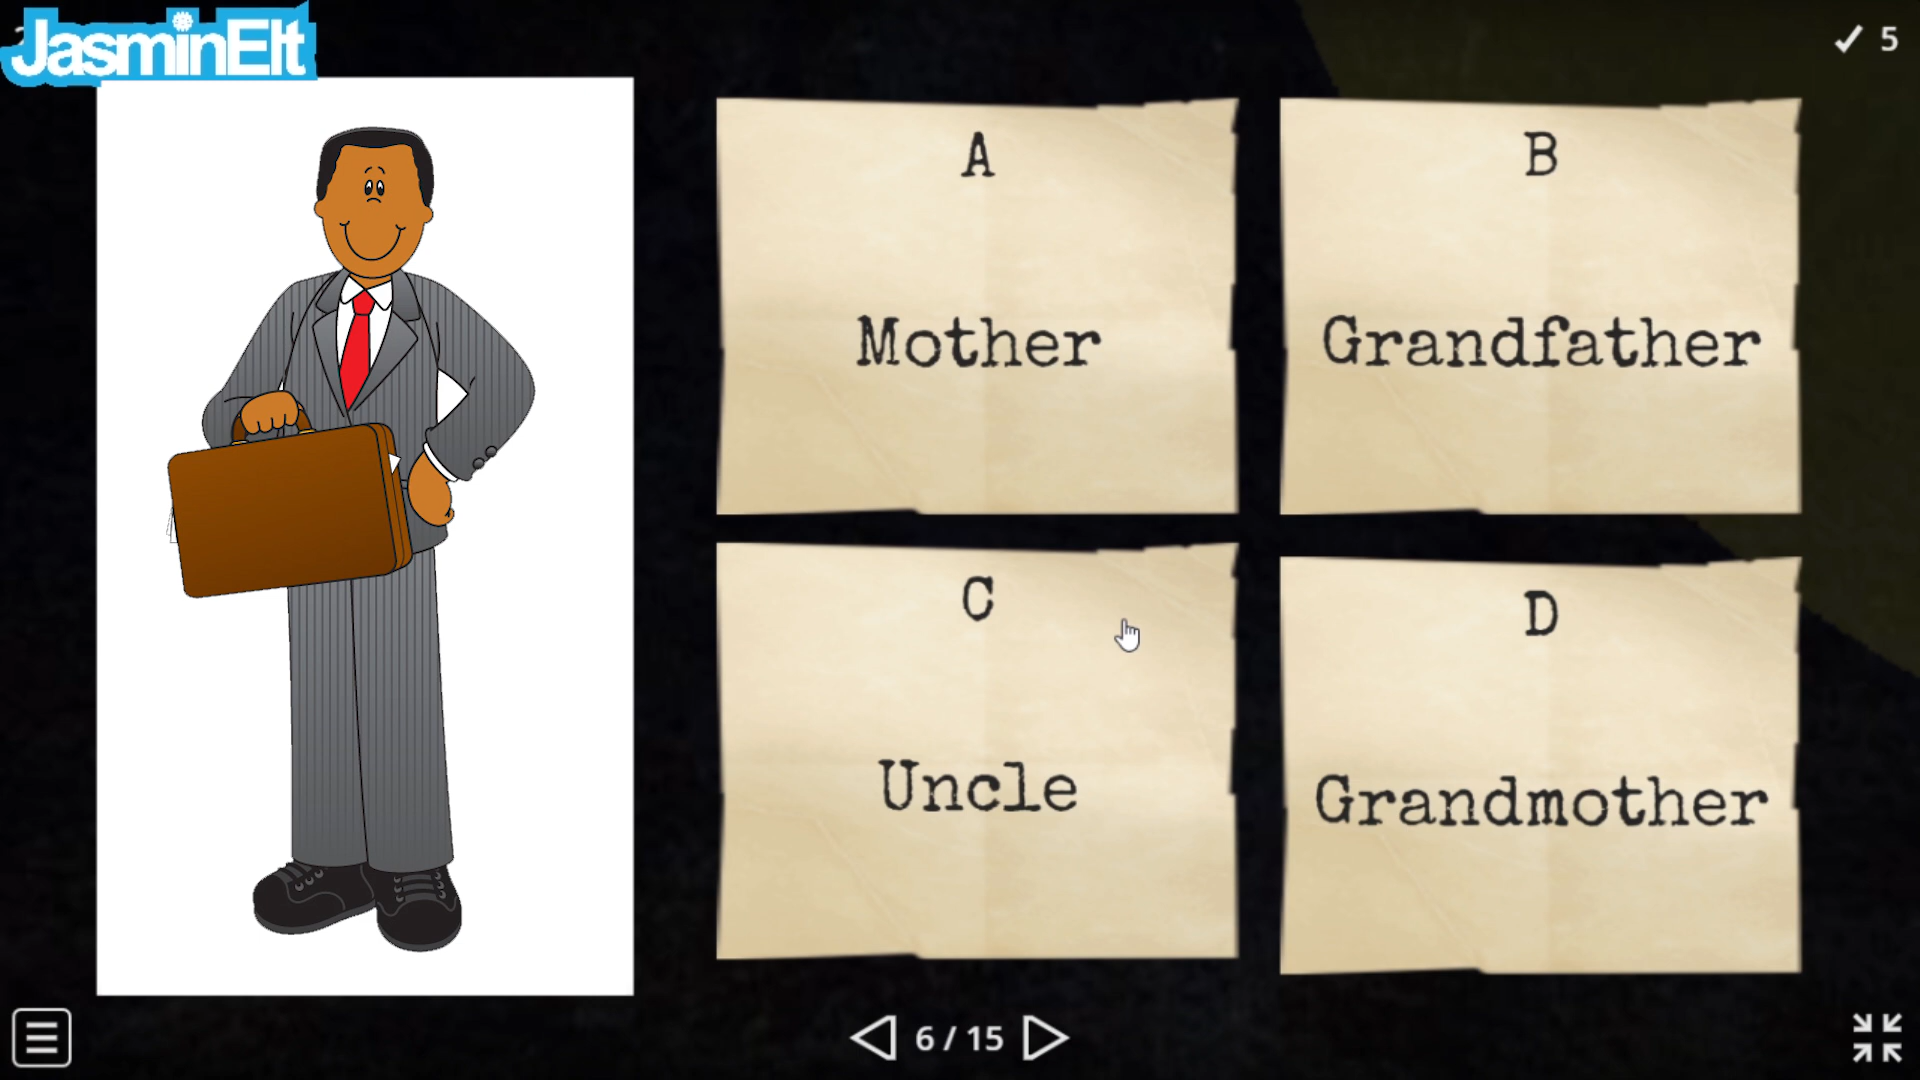 JasminElt
5
A
Mother
B
Grandfather
C
Uncle
D
Grandmother
6 / 15